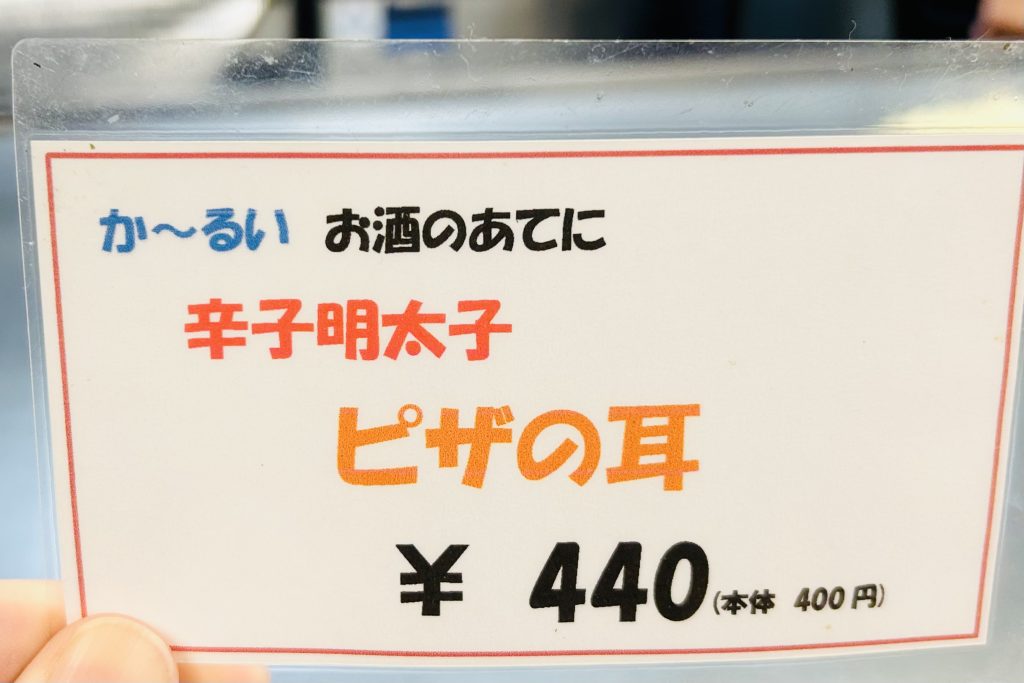 か～るい お酒のあてに
辛子明太子
ピザの耳
¥ 440(本体 400円)